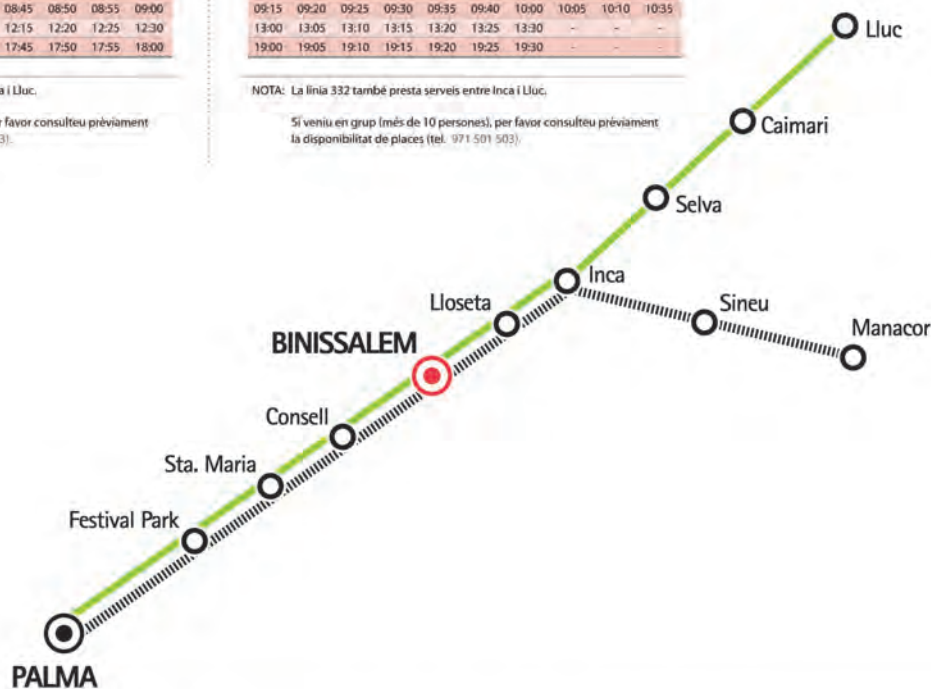 08:45 08:50 08:55 09:00
12:15 12:20 12:25 12:30
17:45 17:50 17:55 18:00
a i Lluc.
favor consulteu prèviament
3).
09:15 09:20 09:25 09:30 09:35 09:40 10:00 10:05 10:10 10:35
13:00 13:05 13:10 13:15 13:20 13:25 13:30 - - -
19:00 19:05 19:10 19:15 19:20 19:25 19:30 - - -
NOTA: La línia 332 també presta serveis entre Inca i Lluc.
Si veniu en grup (més de 10 persones), per favor consulteu prèviament
la disponibilitat de places (tel. 971 501 503).
Lluc
Caimari
Selva
Inca
Lloseta
Sineu
Manacor
BINISSALEM
Consell
Sta. Maria
Festival Park
PALMA